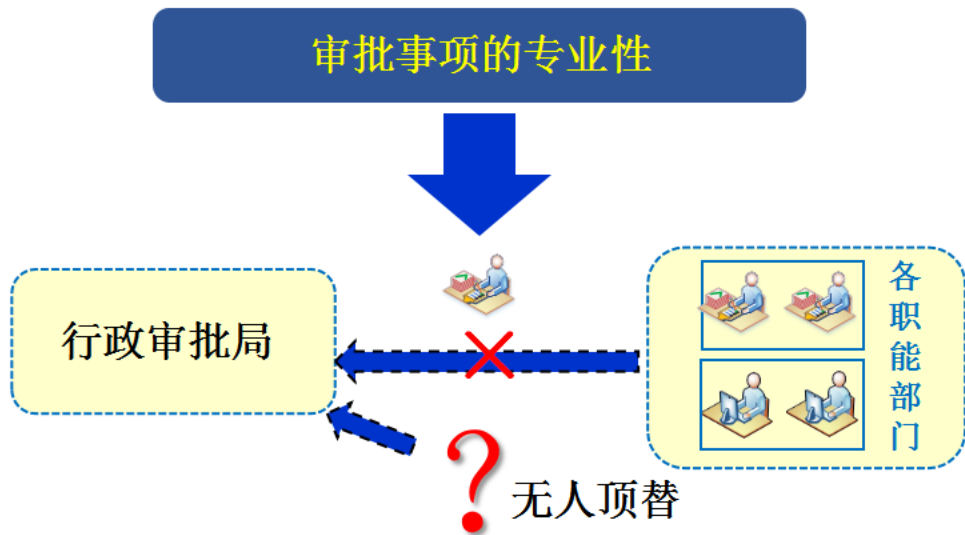 审批事项的专业性
行政审批局
各职能部门
?
无人顶替